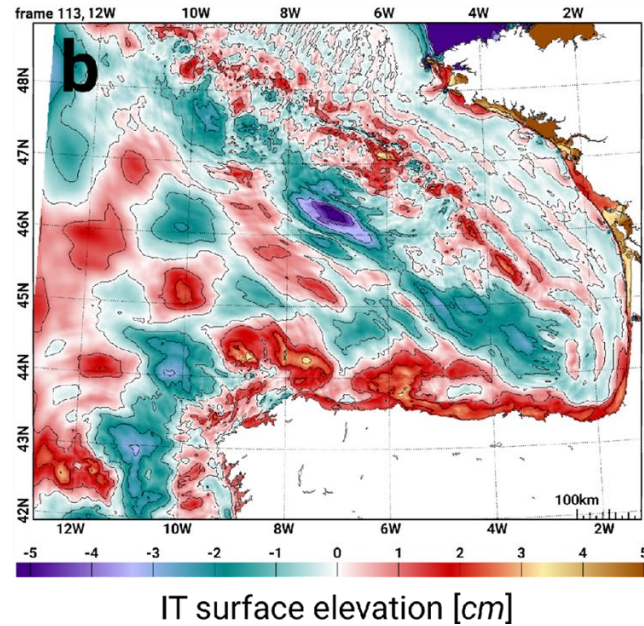 frame 113, 12W 10W 8W 6W 4W 2W
b
48N
47N
46N
45N
44N
43N
42N
100km
12W 10W 8W 6W 4W 2W
-5 -4 -3 -2 -1 0 1 2 3 4 5
IT surface elevation [cm]